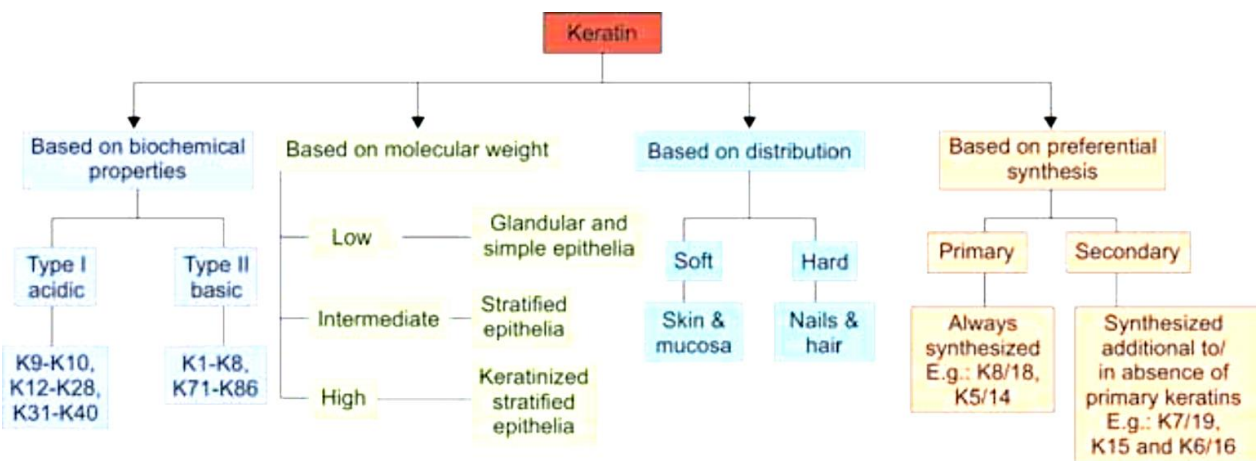 Keratin
Based on biochemical
properties
Type I
acidic
K9-K10,
K12-K28,
K31-K40
Type II
basic
K1-K8,
K71-K86
Based on molecular weight
Low
Glandular and
simple epithelia
Intermediate
Stratified
epithelia
High
Keratinized
stratified
epithelia
Based on distribution
Soft
Skin &
mucosa
Hard
Nails &
hair
Based on preferential
synthesis
Primary
Always
synthesized
E.g.: K8/18,
K5/14
Secondary
Synthesized
additional to/
in absence of
primary keratins
E.g.: K7/19,
K15 and K6/16